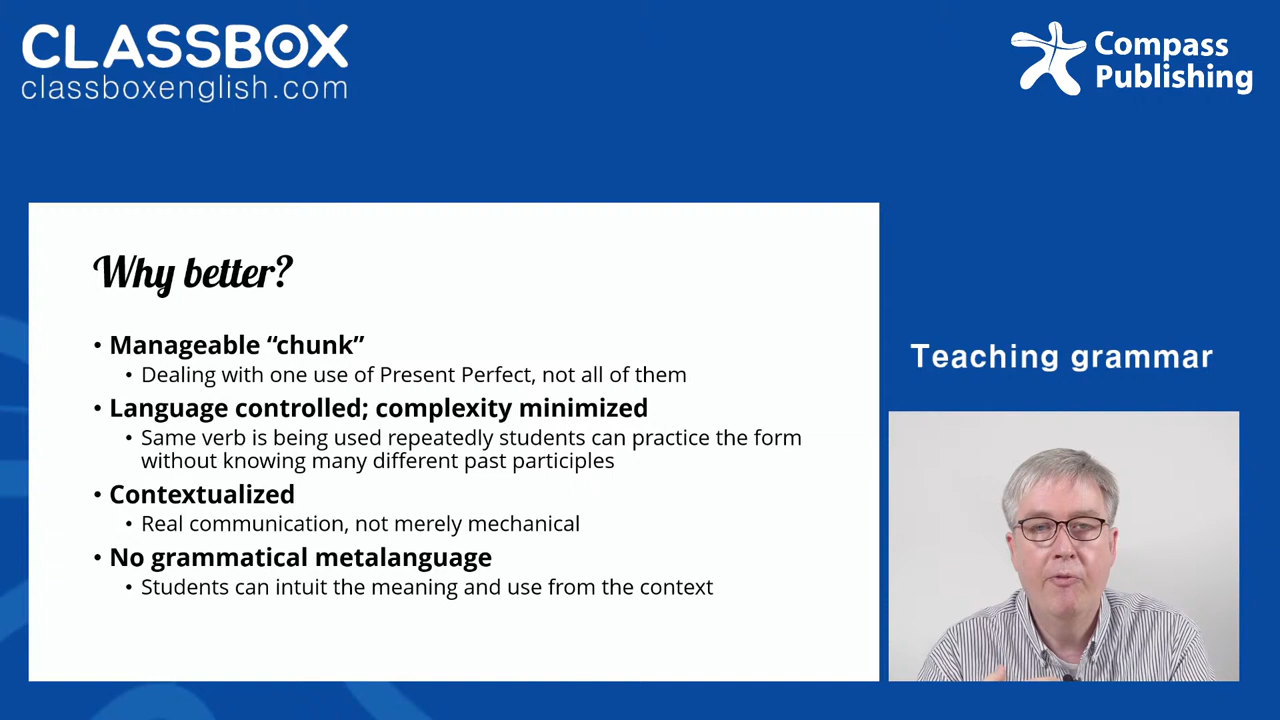 CLASSBOX
classboxenglish.com
Compass
Publishing
Why better?
• Manageable “chunk”
• Dealing with one use of Present Perfect, not all of them
• Language controlled; complexity minimized
• Same verb is being used repeatedly students can practice the form
without knowing many different past participles
• Contextualized
• Real communication, not merely mechanical
• No grammatical metalanguage
• Students can intuit the meaning and use from the context
Teaching grammar